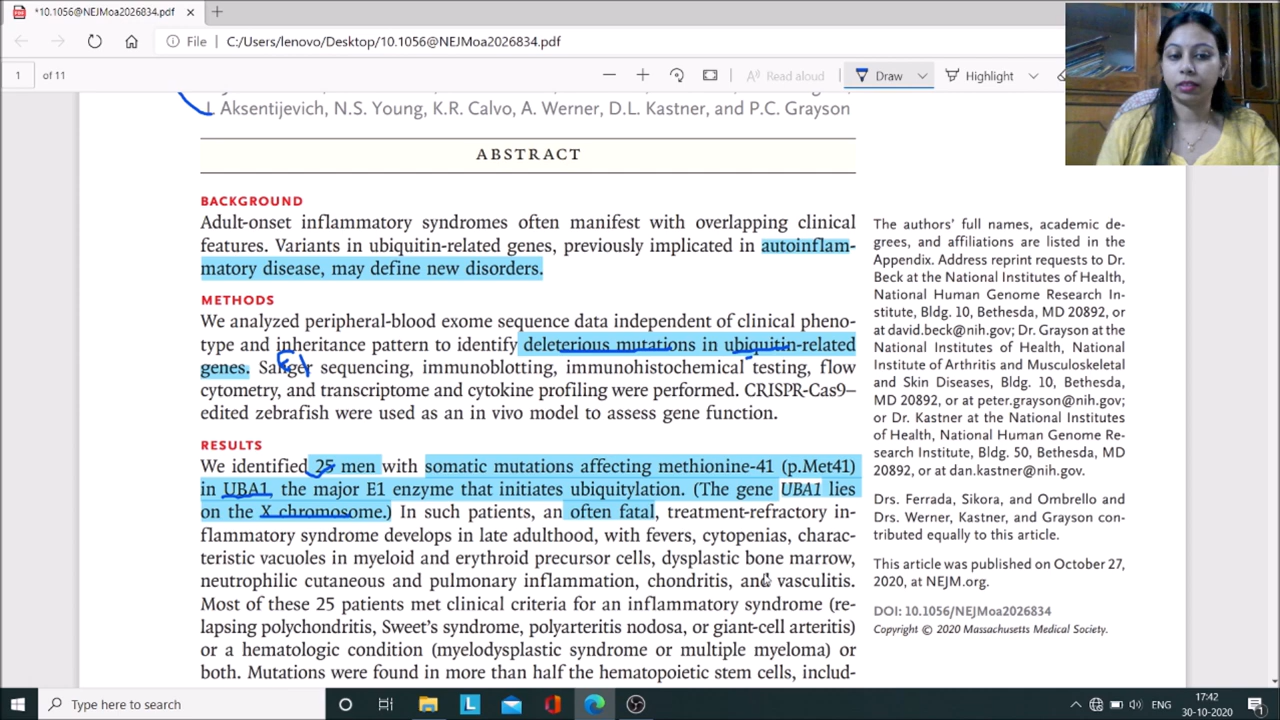 *10.1056@NEJMoa2026834.pdf
File C:/Users/lenovo/Desktop/10.1056@NEJMoa2026834.pdf
1 of 11 Read aloud Draw Highlight
I. Aksentijevich, N.S. Young, K.R. Calvo, A. Werner, D.L. Kastner, and P.C. Grayson
ABSTRACT
BACKGROUND
Adult-onset inflammatory syndromes often manifest with overlapping clinical
features. Variants in ubiquitin-related genes, previously implicated in autoinflam-
matory disease, may define new disorders.
METHODS
We analyzed peripheral-blood exome sequence data independent of clinical pheno-
type and inheritance pattern to identify deleterious mutations in ubiquitin-related
genes. Sanger sequencing, immunoblotting, immunohistochemical testing, flow
E1
cytometry, and transcriptome and cytokine profiling were performed. CRISPR-Cas9–
edited zebrafish were used as an in vivo model to assess gene function.
RESULTS
We identified 25 men with somatic mutations affecting methionine-41 (p.Met41)
in UBA1, the major E1 enzyme that initiates ubiquitylation. (The gene UBA1 lies
on the X chromosome.) In such patients, an often fatal, treatment-refractory in-
flammatory syndrome develops in late adulthood, with fevers, cytopenias, charac-
teristic vacuoles in myeloid and erythroid precursor cells, dysplastic bone marrow,
neutrophilic cutaneous and pulmonary inflammation, chondritis, and vasculitis.
Most of these 25 patients met clinical criteria for an inflammatory syndrome (re-
lapsing polychondritis, Sweet's syndrome, polyarteritis nodosa, or giant-cell arteritis)
or a hematologic condition (myelodysplastic syndrome or multiple myeloma) or
both. Mutations were found in more than half the hematopoietic stem cells, includ-
The authors' full names, academic de-
grees, and affiliations are listed in the
Appendix. Address reprint requests to Dr.
Beck at the National Institutes of Health,
National Human Genome Research In-
stitute, Bldg. 10, Bethesda, MD 20892, or
at david.beck@nih.gov; Dr. Grayson at the
National Institutes of Health, National
Institute of Arthritis and Musculoskeletal
and Skin Diseases, Bldg. 10, Bethesda,
MD 20892, or at peter.grayson@nih.gov;
or Dr. Kastner at the National Institutes
of Health, National Human Genome Re-
search Institute, Bldg. 50, Bethesda, MD
20892, or at dan.kastner@nih.gov.
Drs. Ferrada, Sikora, and Ombrello and
Drs. Werner, Kastner, and Grayson con-
tributed equally to this article.
This article was published on October 27,
2020, at NEJM.org.
DOI: 10.1056/NEJMoa2026834
Copyright © 2020 Massachusetts Medical Society.
Type here to search
ENG
17:42
30-10-2020
1